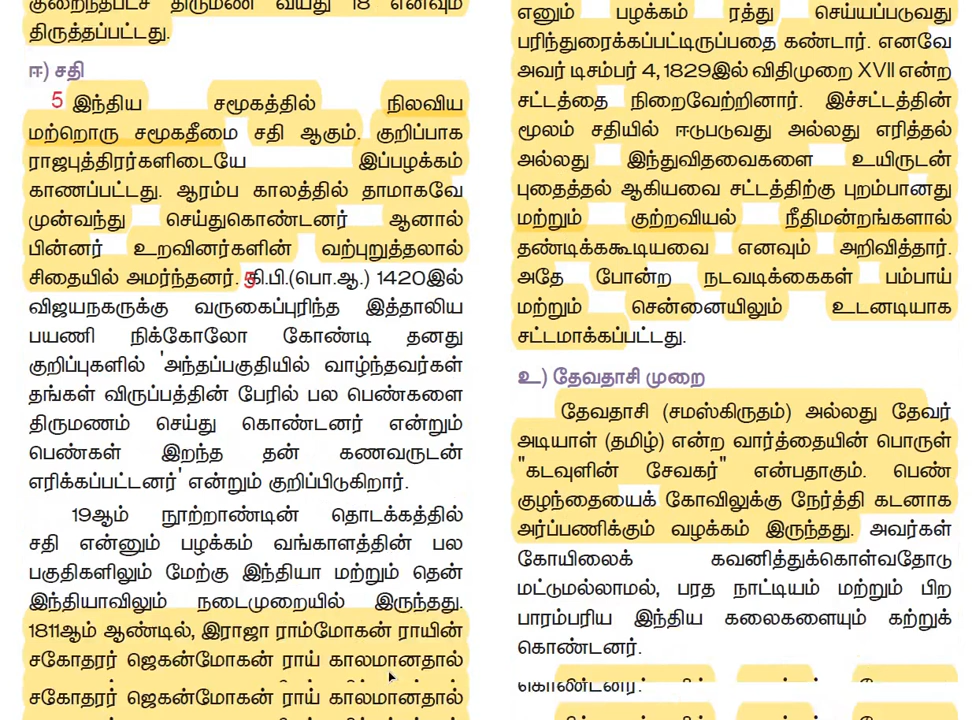 குறைந்தபட்ச திருமண வயது 18 எனவும்
திருத்தப்பட்டது.
ஈ) சதி
5 இந்திய சமூகத்தில் நிலவிய
மற்றொரு சமூகதீமை சதி ஆகும். குறிப்பாக
ராஜபுத்திரர்களிடையே இப்பழக்கம்
காணப்பட்டது. ஆரம்ப காலத்தில் தாமாகவே
முன்வந்து செய்துகொண்டனர் ஆனால்
பின்னர் உறவினர்களின் வற்புறுத்தலால்
சிதையில் அமர்ந்தனர். 5 கி.பி.(பொ.ஆ.) 1420இல்
விஜயநகருக்கு வருகைப்புரிந்த இத்தாலிய
பயணி நிக்கோலோ கோண்டி தனது
குறிப்புகளில் 'அந்தப்பகுதியில் வாழ்ந்தவர்கள்
தங்கள் விருப்பத்தின் பேரில் பல பெண்களை
திருமணம் செய்து கொண்டனர் என்றும்
பெண்கள் இறந்த தன் கணவருடன்
எரிக்கப்பட்டனர்' என்றும் குறிப்பிடுகிறார்.
19ஆம் நூற்றாண்டின் தொடக்கத்தில்
சதி என்னும் பழக்கம் வங்காளத்தின் பல
பகுதிகளிலும் மேற்கு இந்தியா மற்றும் தென்
இந்தியாவிலும் நடைமுறையில் இருந்தது.
1811ஆம் ஆண்டில், இராஜா ராம்மோகன் ராயின்
சகோதரர் ஜெகன்மோகன் ராய் காலமானதால்
சகோதரர் ஜெகன்மோகன் ராய் காலமானதால்
எனும் பழக்கம் ரத்து செய்யப்படுவது
பரிந்துரைக்கப்பட்டிருப்பதை கண்டார். எனவே
அவர் டிசம்பர் 4, 1829இல் விதிமுறை XVII என்ற
சட்டத்தை நிறைவேற்றினார். இச்சட்டத்தின்
மூலம் சதியில் ஈடுபடுவது அல்லது எரித்தல்
அல்லது இந்துவிதவைகளை உயிருடன்
புதைத்தல் ஆகியவை சட்டத்திற்கு புறம்பானது
மற்றும் குற்றவியல் நீதிமன்றங்களால்
தண்டிக்ககூடியவை எனவும் அறிவித்தார்.
அதே போன்ற நடவடிக்கைகள் பம்பாய்
மற்றும் சென்னையிலும் உடனடியாக
சட்டமாக்கப்பட்டது.
உ) தேவதாசி முறை
தேவதாசி (சமஸ்கிருதம்) அல்லது தேவர்
அடியாள் (தமிழ்) என்ற வார்த்தையின் பொருள்
"கடவுளின் சேவகர்" என்பதாகும். பெண்
குழந்தையைக் கோவிலுக்கு நேர்த்தி கடனாக
அர்ப்பணிக்கும் வழக்கம் இருந்தது. அவர்கள்
கோயிலைக் கவனித்துக்கொள்வதோடு
மட்டுமல்லாமல், பரத நாட்டியம் மற்றும் பிற
பாரம்பரிய இந்திய கலைகளையும் கற்றுக்
கொண்டனர்.
கொண்டனர்.